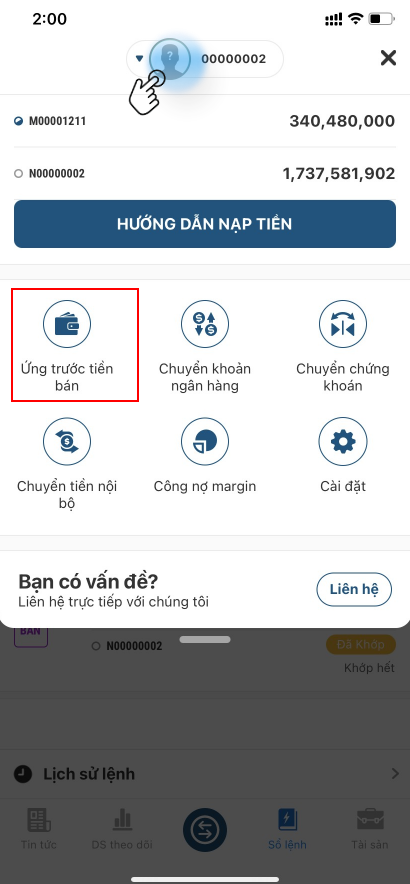 2:00
?
00000002
M00001211 340,480,000
N00000002 1,737,581,902
HƯỚNG DẪN NẠP TIỀN
Ứng trước tiền
bán
Chuyển khoản
ngân hàng
Chuyển chứng
khoán
Chuyển tiền nội
bộ
Công nợ margin
Cài đặt
Bạn có vấn đề?
Liên hệ trực tiếp với chúng tôi
Liên hệ
BÁN
N00000002
Đã Khớp
Khớp hết
Lịch sử lệnh
Tin tức
DS theo dõi
Sổ lệnh
Tài sản